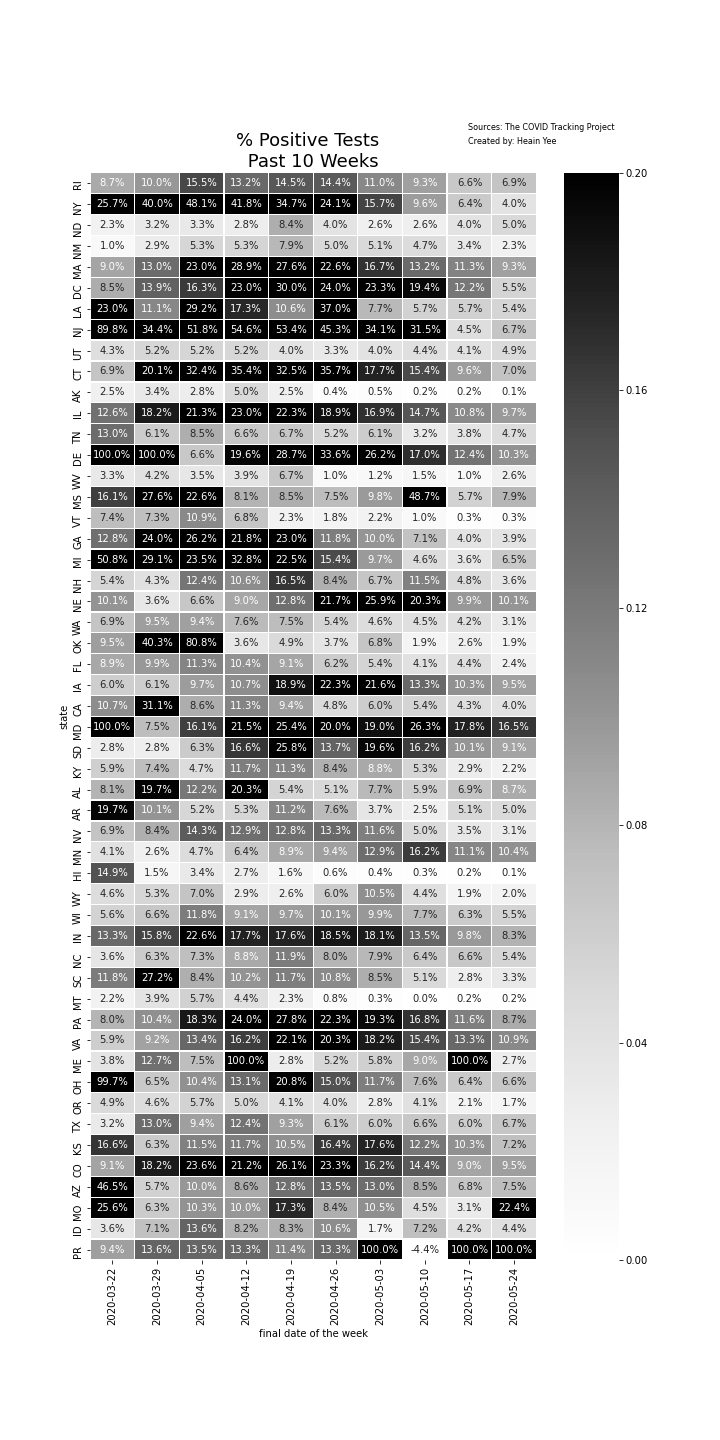 Sources: The COVID Tracking Project
Created by: Heain Yee
% Positive Tests
Past 10 Weeks
RI 8.7% 10.0% 15.5% 13.2% 14.5% 14.4% 11.0% 9.3% 6.6% 6.9%
NY 25.7% 40.0% 48.1% 41.8% 34.7% 24.1% 15.7% 9.6% 6.4% 4.0%
ND 2.3% 3.2% 3.3% 2.8% 8.4% 4.0% 2.6% 2.6% 4.0% 5.0%
NM 1.0% 2.9% 5.3% 5.3% 7.9% 5.0% 5.1% 4.7% 3.4% 2.3%
MA 9.0% 13.0% 23.0% 28.9% 27.6% 22.6% 16.7% 13.2% 11.3% 9.3%
DC 8.5% 13.9% 16.3% 23.0% 30.0% 24.0% 23.3% 19.4% 12.2% 5.5%
LA 23.0% 11.1% 29.2% 17.3% 10.6% 37.0% 7.7% 5.7% 5.7% 5.4%
NJ 89.8% 34.4% 51.8% 54.6% 53.4% 45.3% 34.1% 31.5% 4.5% 6.7%
UT 4.3% 5.2% 5.2% 5.2% 4.0% 3.3% 4.0% 4.4% 4.1% 4.9%
CT 6.9% 20.1% 32.4% 35.4% 32.5% 35.7% 17.7% 15.4% 9.6% 7.0%
AK 2.5% 3.4% 2.8% 5.0% 2.5% 0.4% 0.5% 0.2% 0.2% 0.1%
IL 12.6% 18.2% 21.3% 23.0% 22.3% 18.9% 16.9% 14.7% 10.8% 9.7%
TN 13.0% 6.1% 8.5% 6.6% 6.7% 5.2% 6.1% 3.2% 3.8% 4.7%
DE 100.0% 100.0% 6.6% 19.6% 28.7% 33.6% 26.2% 17.0% 12.4% 10.3%
WV 3.3% 4.2% 3.5% 3.9% 6.7% 1.0% 1.2% 1.5% 1.0% 2.6%
MS 16.1% 27.6% 22.6% 8.1% 8.5% 7.5% 9.8% 48.7% 5.7% 7.9%
VT 7.4% 7.3% 10.9% 6.8% 2.3% 1.8% 2.2% 1.0% 0.3% 0.3%
GA 12.8% 24.0% 26.2% 21.8% 23.0% 11.8% 10.0% 7.1% 4.0% 3.9%
MI 50.8% 29.1% 23.5% 32.8% 22.5% 15.4% 9.7% 4.6% 3.6% 6.5%
NH 5.4% 4.3% 12.4% 10.6% 16.5% 8.4% 6.7% 11.5% 4.8% 3.6%
NE 10.1% 3.6% 6.6% 9.0% 12.8% 21.7% 25.9% 20.3% 9.9% 10.1%
WA 6.9% 9.5% 9.4% 7.6% 7.5% 5.4% 4.6% 4.5% 4.2% 3.1%
OK 9.5% 40.3% 80.8% 3.6% 4.9% 3.7% 6.8% 1.9% 2.6% 1.9%
FL 8.9% 9.9% 11.3% 10.4% 9.1% 6.2% 5.4% 4.1% 4.4% 2.4%
IA 6.0% 6.1% 9.7% 10.7% 18.9% 22.3% 21.6% 13.3% 10.3% 9.5%
CA 10.7% 31.1% 8.6% 11.3% 9.4% 4.8% 6.0% 5.4% 4.3% 4.0%
MD 100.0% 7.5% 16.1% 21.5% 25.4% 20.0% 19.0% 26.3% 17.8% 16.5%
SD 2.8% 2.8% 6.3% 16.6% 25.8% 13.7% 19.6% 16.2% 10.1% 9.1%
KY 5.9% 7.4% 4.7% 11.7% 11.3% 8.4% 8.8% 5.3% 2.9% 2.2%
AL 8.1% 19.7% 12.2% 20.3% 5.4% 5.1% 7.7% 5.9% 6.9% 8.7%
AR 19.7% 10.1% 5.2% 5.3% 11.2% 7.6% 3.7% 2.5% 5.1% 5.0%
NV 6.9% 8.4% 14.3% 12.9% 12.8% 13.3% 11.6% 5.0% 3.5% 3.1%
MN 4.1% 2.6% 4.7% 6.4% 8.9% 9.4% 12.9% 16.2% 11.1% 10.4%
HI 14.9% 1.5% 3.4% 2.7% 1.6% 0.6% 0.4% 0.3% 0.2% 0.1%
WY 4.6% 5.3% 7.0% 2.9% 2.6% 6.0% 10.5% 4.4% 1.9% 2.0%
WI 5.6% 6.6% 11.8% 9.1% 9.7% 10.1% 9.9% 7.7% 6.3% 5.5%
IN 13.3% 15.8% 22.6% 17.7% 17.6% 18.5% 18.1% 13.5% 9.8% 8.3%
NC 3.6% 6.3% 7.3% 8.8% 11.9% 8.0% 7.9% 6.4% 6.6% 5.4%
SC 11.8% 27.2% 8.4% 10.2% 11.7% 10.8% 8.5% 5.1% 2.8% 3.3%
MT 2.2% 3.9% 5.7% 4.4% 2.3% 0.8% 0.3% 0.0% 0.2% 0.2%
PA 8.0% 10.4% 18.3% 24.0% 27.8% 22.3% 19.3% 16.8% 11.6% 8.7%
VA 5.9% 9.2% 13.4% 16.2% 22.1% 20.3% 18.2% 15.4% 13.3% 10.9%
ME 3.8% 12.7% 7.5% 100.0% 2.8% 5.2% 5.8% 9.0% 100.0% 2.7%
OH 99.7% 6.5% 10.4% 13.1% 20.8% 15.0% 11.7% 7.6% 6.4% 6.6%
OR 4.9% 4.6% 5.7% 5.0% 4.1% 4.0% 2.8% 4.1% 2.1% 1.7%
TX 3.2% 13.0% 9.4% 12.4% 9.3% 6.1% 6.0% 6.6% 6.0% 6.7%
KS 16.6% 6.3% 11.5% 11.7% 10.5% 16.4% 17.6% 12.2% 10.3% 7.2%
CO 9.1% 18.2% 23.6% 21.2% 26.1% 23.3% 16.2% 14.4% 9.0% 9.5%
AZ 46.5% 5.7% 10.0% 8.6% 12.8% 13.5% 13.0% 8.5% 6.8% 7.5%
MO 25.6% 6.3% 10.3% 10.0% 17.3% 8.4% 10.5% 4.5% 3.1% 22.4%
ID 3.6% 7.1% 13.6% 8.2% 8.3% 10.6% 1.7% 7.2% 4.2% 4.4%
PR 9.4% 13.6% 13.5% 13.3% 11.4% 13.3% 100.0% -4.4% 100.0% 100.0%
state
2020-03-22 2020-03-29 2020-04-05 2020-04-12 2020-04-19 2020-04-26 2020-05-03 2020-05-10 2020-05-17 2020-05-24
final date of the week
0.20
0.16
0.12
0.08
0.04
0.00